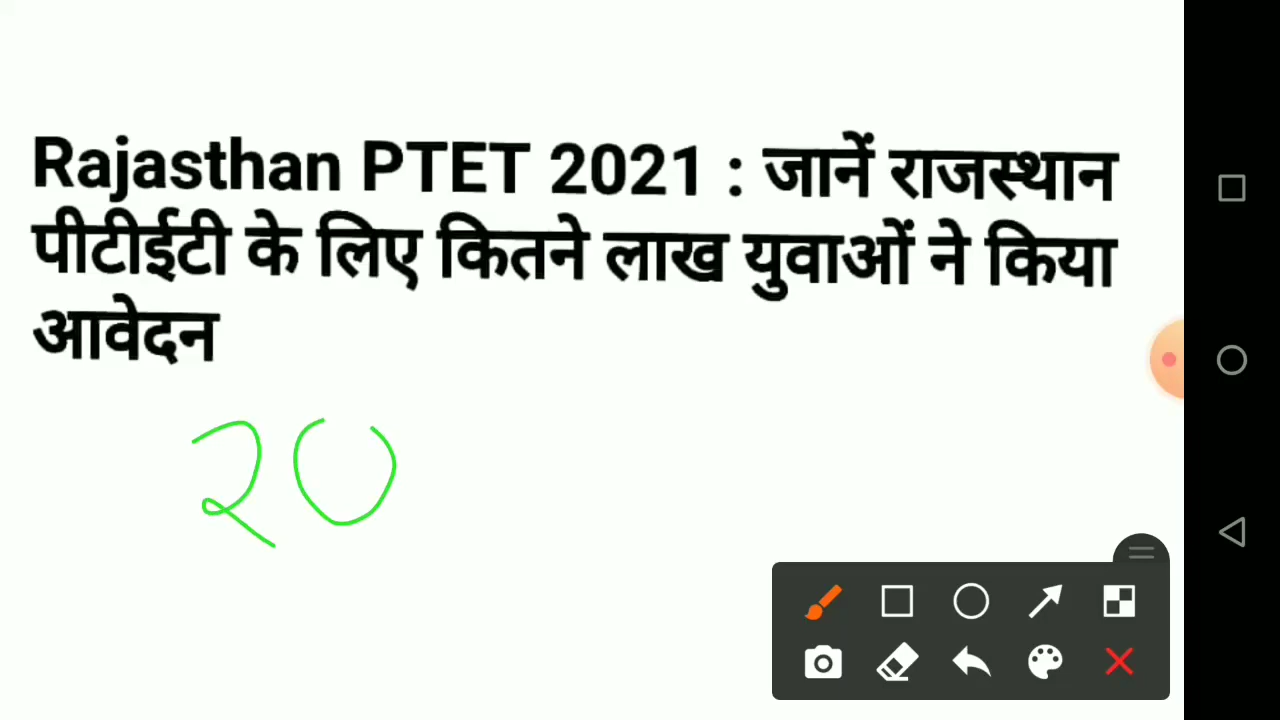 Rajasthan PTET 2021 : जानें राजस्थान
पीटीईटी के लिए कितने लाख युवाओं ने किया
आवेदन
20